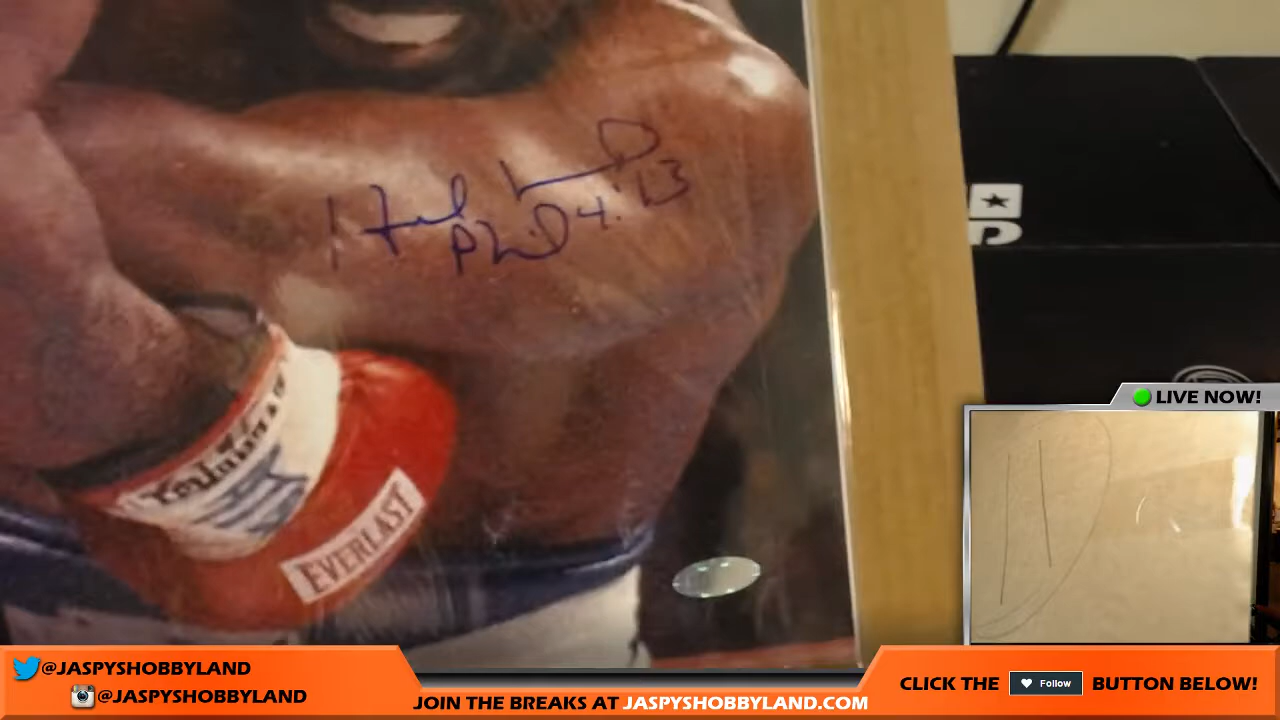 Phil 4:13
EVERLAST
LIVE NOW!
@JASPYSHOBBYLAND
@JASPYSHOBBYLAND
JOIN THE BREAKS AT JASPYSHOBBYLAND.COM
CLICK THE Follow BUTTON BELOW!